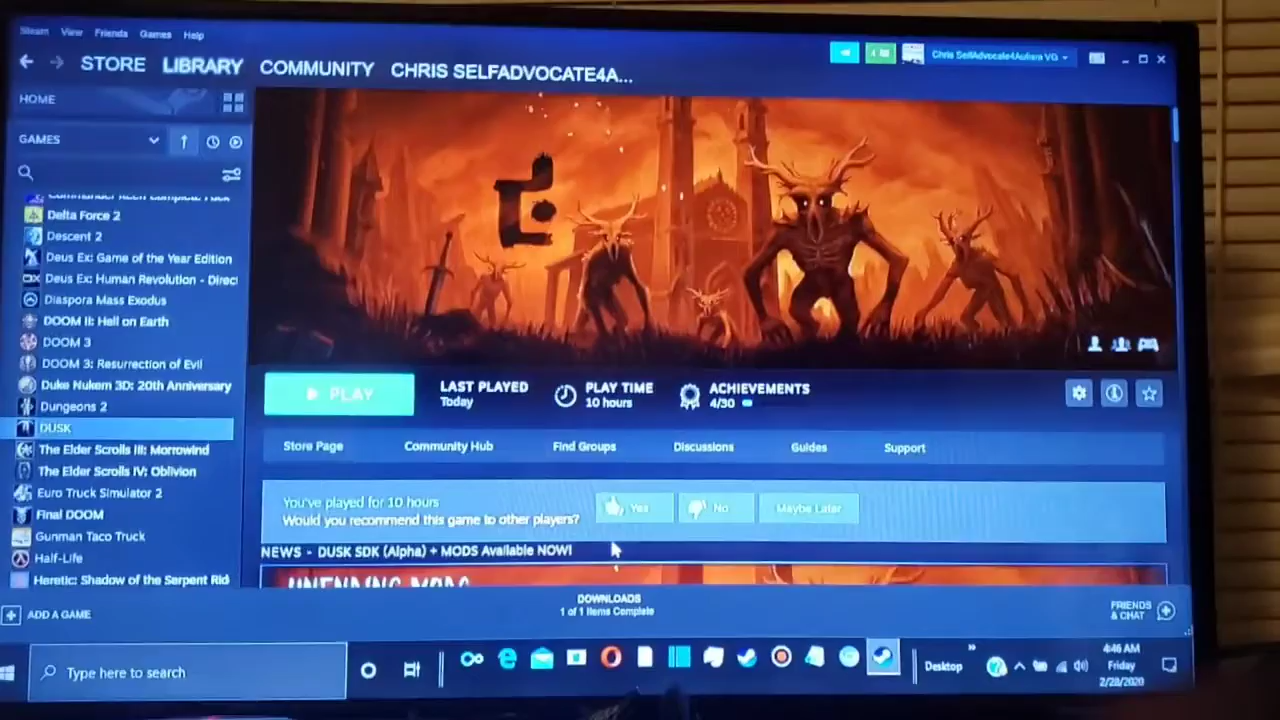 Steam View Friends Games Help
STORE LIBRARY COMMUNITY CHRIS SELFADVOCATE4A...
Chris SelfAdvocate4Autism VG
HOME
GAMES
Delta Force 2
Descent 2
Deus Ex: Game of the Year Edition
Deus Ex: Human Revolution - Direct
Diaspora Mass Exodus
DOOM II: Hell on Earth
DOOM 3
DOOM 3: Resurrection of Evil
Duke Nukem 3D: 20th Anniversary
Dungeons 2
DUSK
The Elder Scrolls III: Morrowind
The Elder Scrolls IV: Oblivion
Euro Truck Simulator 2
Final DOOM
Gunman Taco Truck
Half-Life
Heretic: Shadow of the Serpent Rid
ADD A GAME
PLAY
LAST PLAYED
Today
PLAY TIME
10 hours
ACHIEVEMENTS
4/30
Store Page Community Hub Find Groups Discussions Guides Support
You've played for 10 hours
Would you recommend this game to other players?
Yes No Maybe Later
NEWS - DUSK SDK (Alpha) + MODS Available NOW!
DOWNLOADS
1 of 1 Items Complete
FRIENDS
& CHAT
Type here to search
Desktop
4:46 AM
Friday
2/28/2020